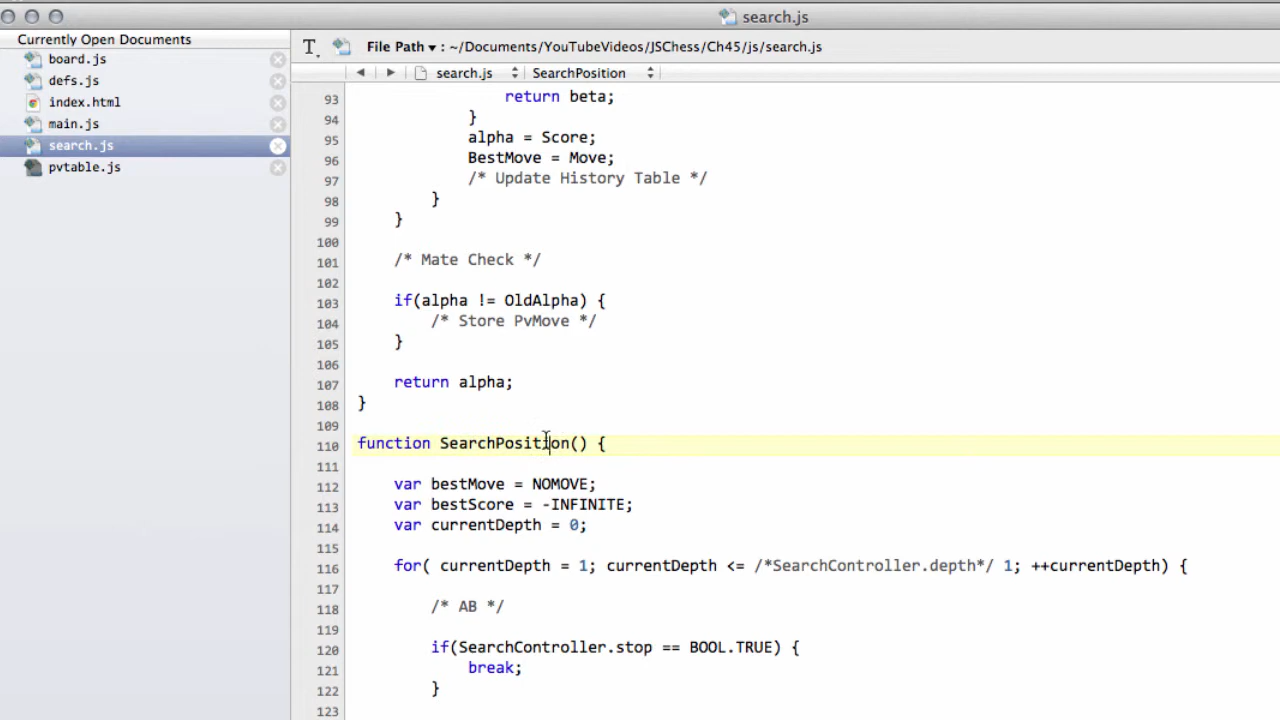 search.js
Currently Open Documents
board.js
defs.js
index.html
main.js
search.js
pvtable.js
File Path ▾ : ~/Documents/YouTubeVideos/JSChess/Ch45/js/search.js
search.js SearchPosition
93 return beta;
94 }
95 alpha = Score;
96 BestMove = Move;
97 /* Update History Table */
98 }
99 }
100
101 /* Mate Check */
102
103 if(alpha != OldAlpha) {
104 /* Store PvMove */
105 }
106
107 return alpha;
108 }
109
110 function SearchPosition() {
111
112 var bestMove = NOMOVE;
113 var bestScore = -INFINITE;
114 var currentDepth = 0;
115
116 for( currentDepth = 1; currentDepth <= /*SearchController.depth*/ 1; ++currentDepth) {
117
118 /* AB */
119
120 if(SearchController.stop == BOOL.TRUE) {
121 break;
122 }
123